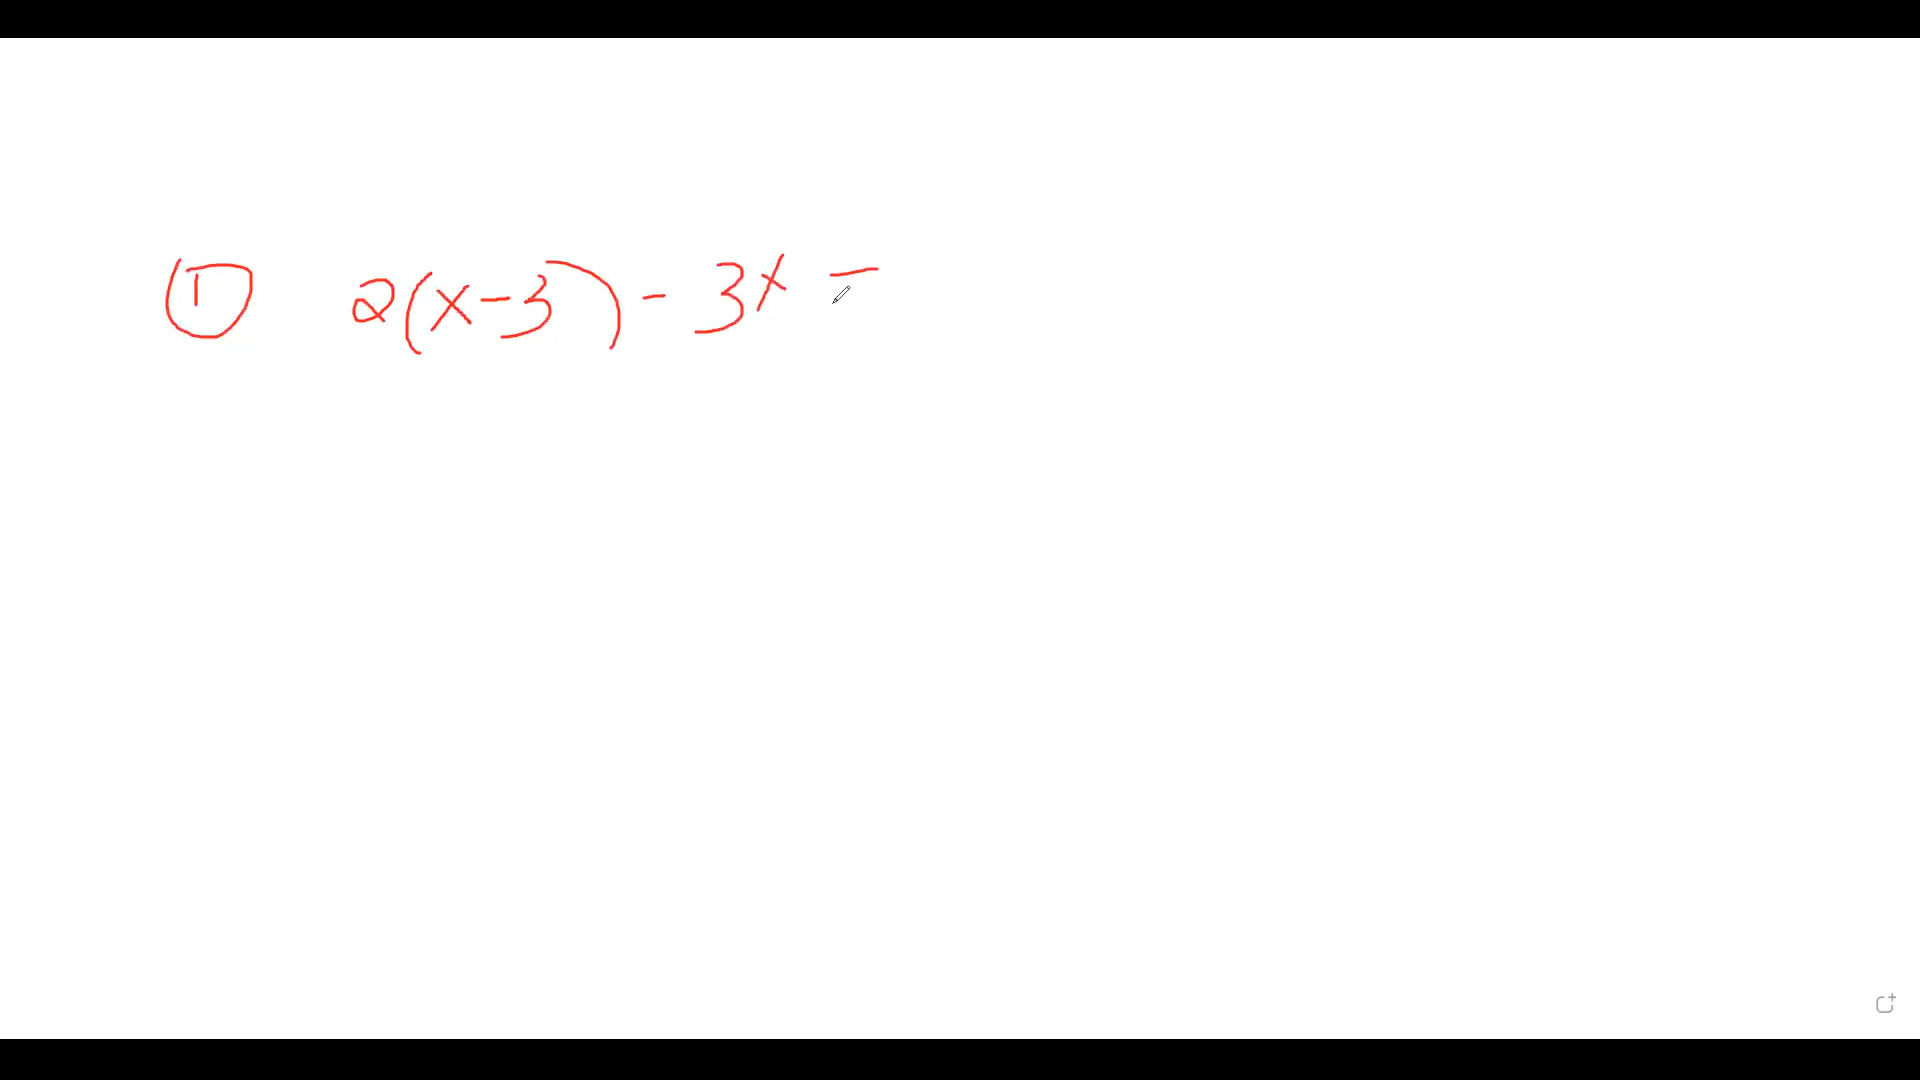 ① 2(x-3) - 3x -